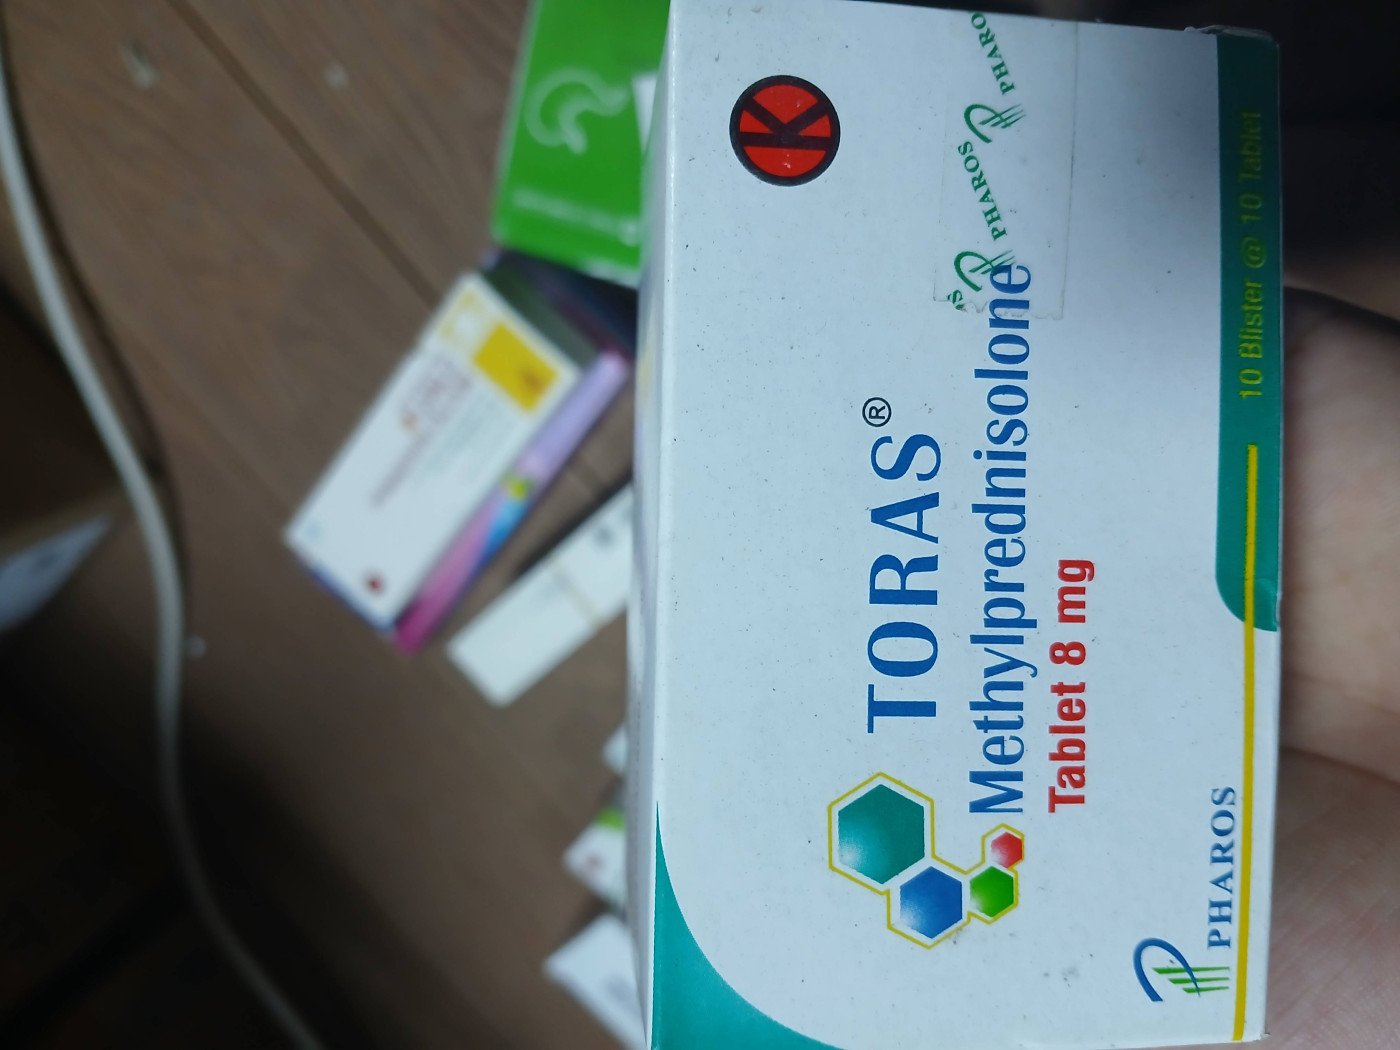 K
PHAROS
PHAROS
TORAS®
Methylprednisolone
Tablet 8 mg
PHAROS
10 Blister @ 10 Tablet